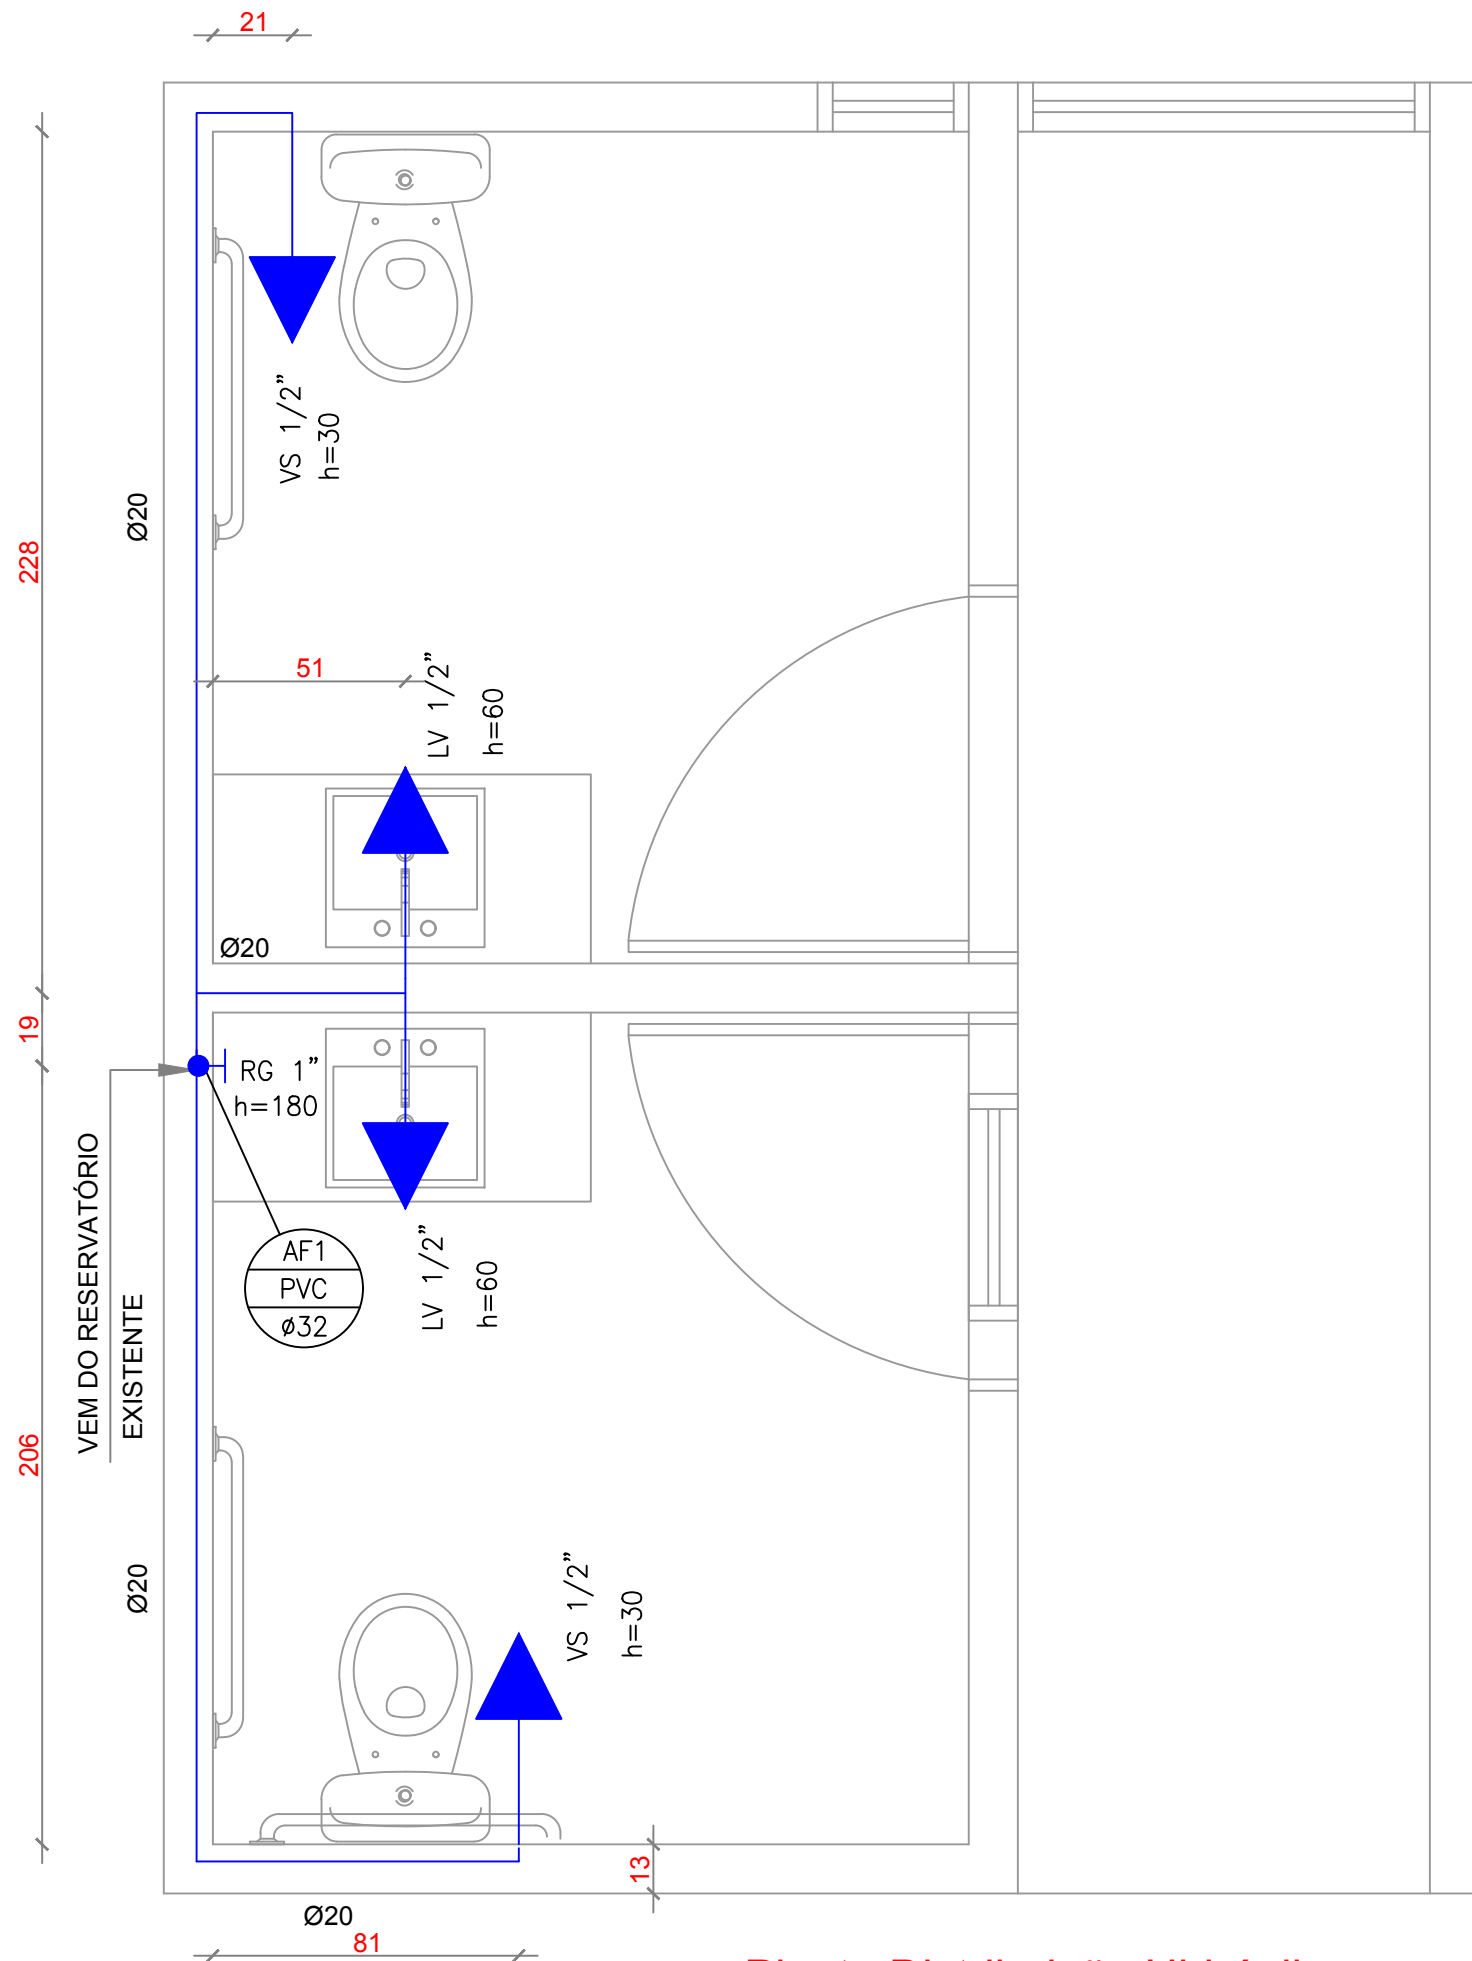 21
VS 1/2”
h=30
Ø20
228
51
LV 1/2”
h=60
Ø20
19
RG 1”
h=180
VEM DO RESERVATÓRIO
EXISTENTE
AF1
PVC
ø32
LV 1/2”
h=60
206
Ø20
VS 1/2”
h=30
13
Ø20
81